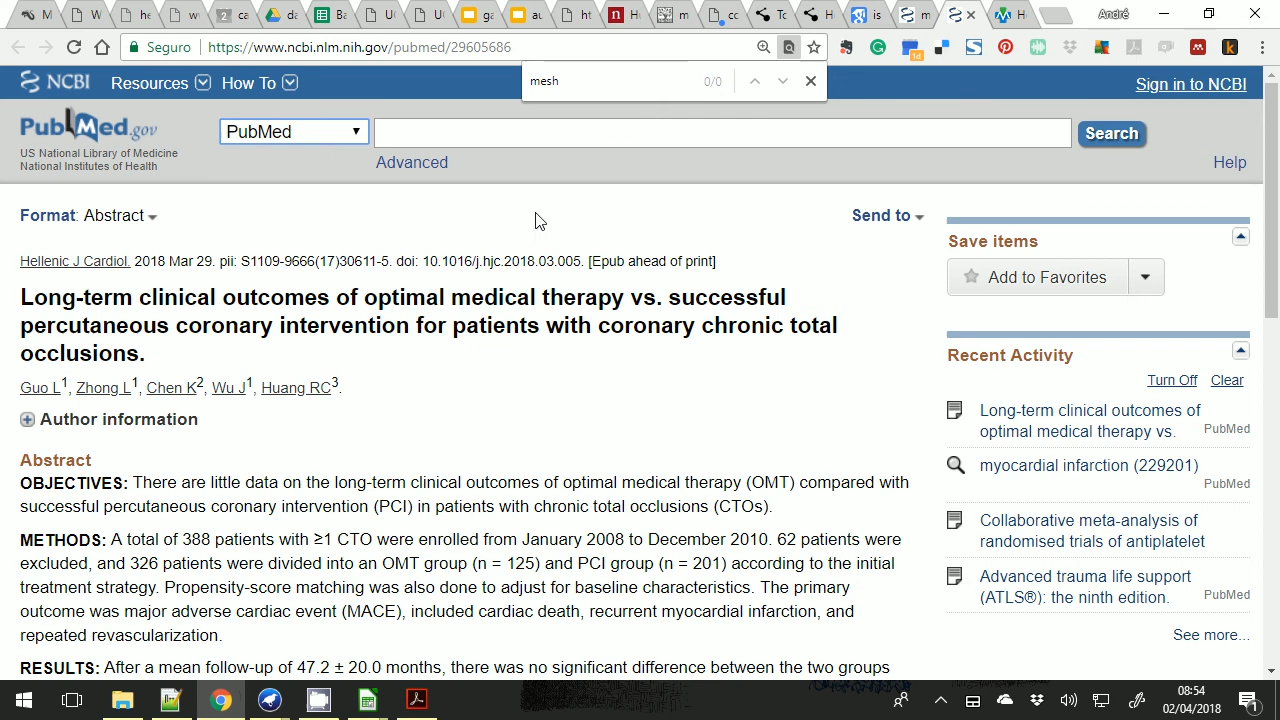 M
W
he
w
2 ca
da
Ba
U
U
ga
au
ht
n H
m
cc
To
H
is
m
H
André
Seguro https://www.ncbi.nlm.nih.gov/pubmed/29605686
1d
mesh 0/0
NCBI Resources How To Sign in to NCBI
PubMed.gov
US National Library of Medicine
National Institutes of Health
PubMed
Search
Advanced
Help
Format: Abstract
Send to
Hellenic J Cardiol. 2018 Mar 29. pii: S1109-9666(17)30611-5. doi: 10.1016/j.hjc.2018.03.005. [Epub ahead of print]
Long-term clinical outcomes of optimal medical therapy vs. successful
percutaneous coronary intervention for patients with coronary chronic total
occlusions.
Guo L1, Zhong L1, Chen K2, Wu J1, Huang RC3.
Author information
Abstract
OBJECTIVES: There are little data on the long-term clinical outcomes of optimal medical therapy (OMT) compared with
successful percutaneous coronary intervention (PCI) in patients with chronic total occlusions (CTOs).
METHODS: A total of 388 patients with ≥1 CTO were enrolled from January 2008 to December 2010. 62 patients were
excluded, and 326 patients were divided into an OMT group (n = 125) and PCI group (n = 201) according to the initial
treatment strategy. Propensity-score matching was also done to adjust for baseline characteristics. The primary
outcome was major adverse cardiac event (MACE), included cardiac death, recurrent myocardial infarction, and
repeated revascularization.
RESULTS: After a mean follow-up of 47.2 ± 20.0 months, there was no significant difference between the two groups
Save items
Add to Favorites
Recent Activity
Turn Off Clear
Long-term clinical outcomes of
optimal medical therapy vs. PubMed
myocardial infarction (229201)
PubMed
Collaborative meta-analysis of
randomised trials of antiplatelet
Advanced trauma life support
(ATLS®): the ninth edition. PubMed
See more...
08:54
02/04/2018
1